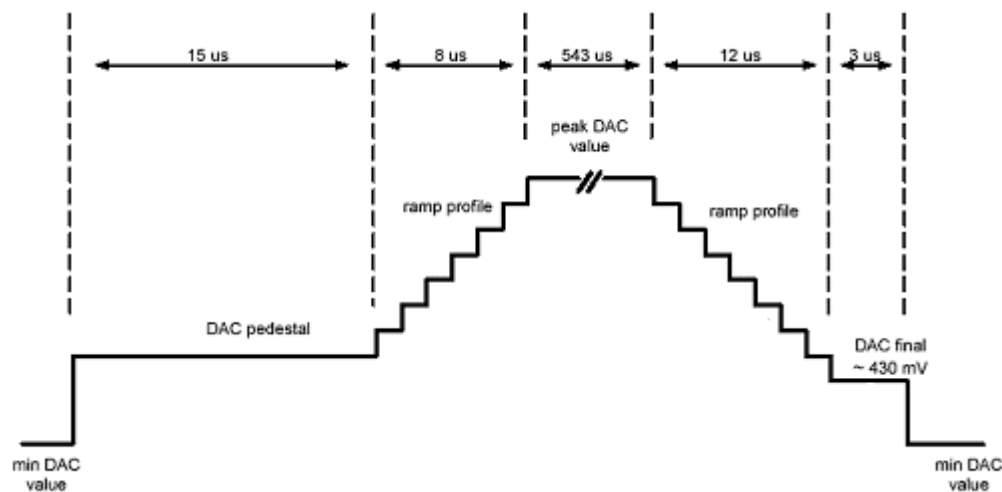 15 us
8 us
543 us
12 us
3 us
peak DAC
value
ramp profile
ramp profile
DAC pedestal
DAC final
~ 430 mV
min DAC
value
min DAC
value